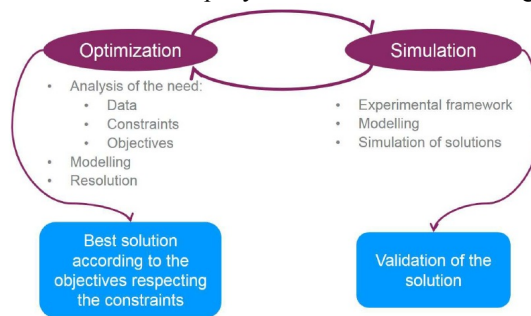 Optimization
Simulation
• Analysis of the need:
• Data
• Constraints
• Objectives
• Modelling
• Resolution
• Experimental framework
• Modelling
• Simulation of solutions
Best solution
according to the
objectives respecting
the constraints
Validation of the
solution